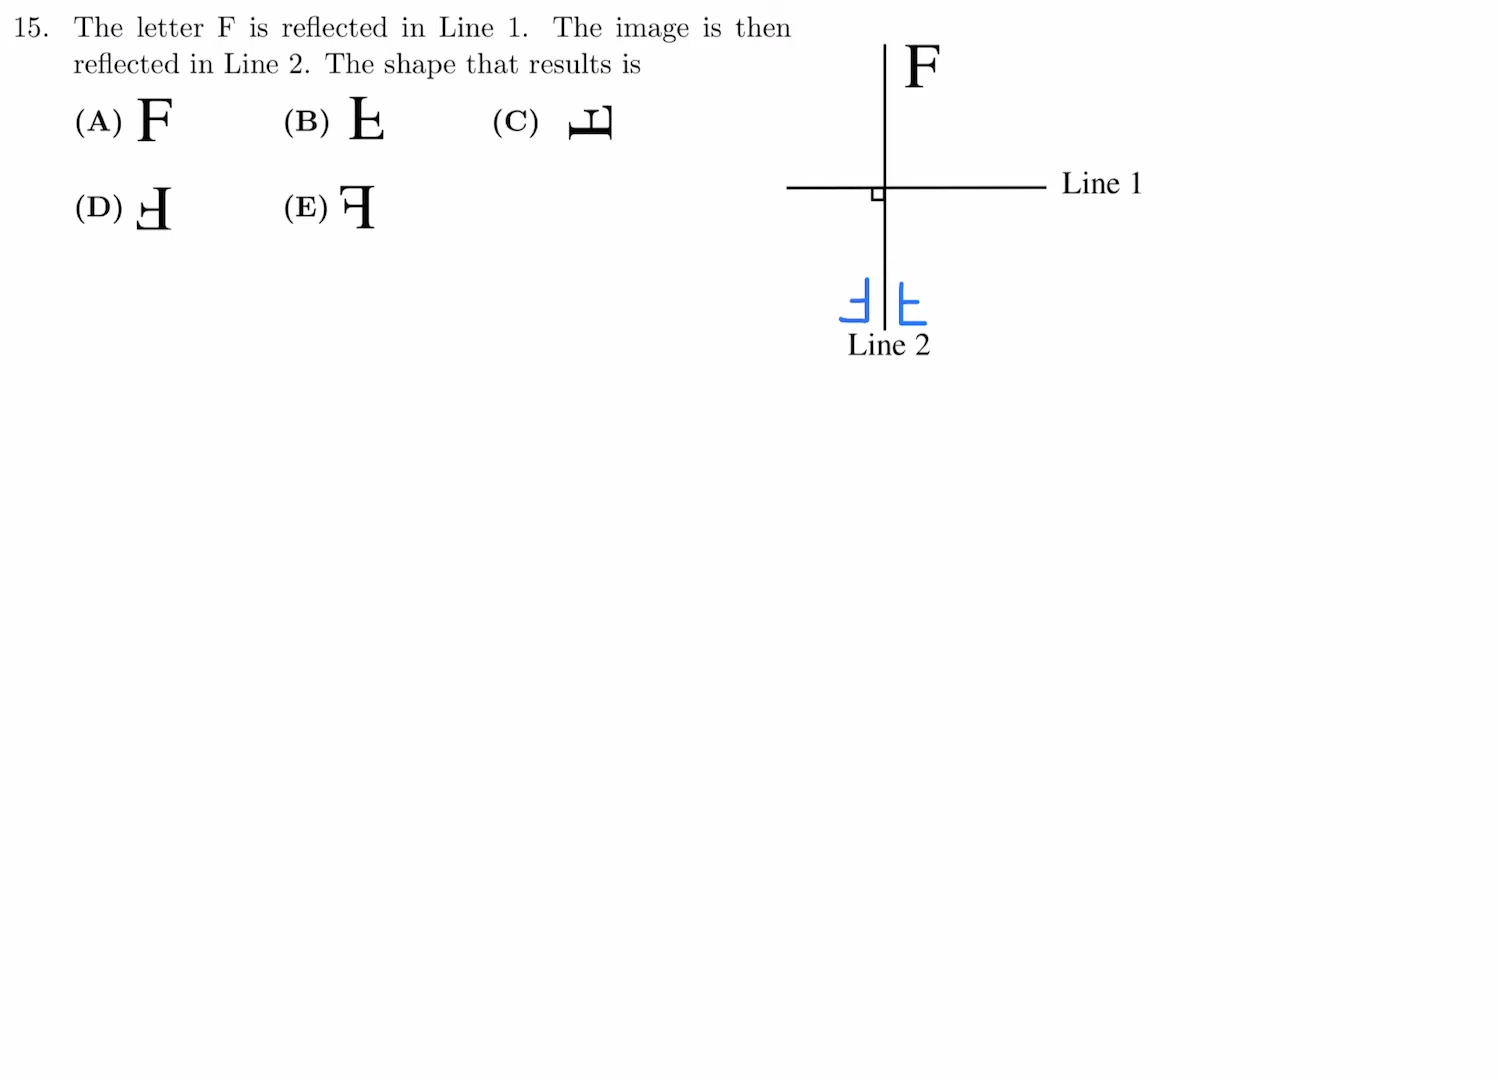 15. The letter F is reflected in Line 1. The image is then
reflected in Line 2. The shape that results is
(A) F (B) (C)
(D) (E)
F
Line 1
Line 2